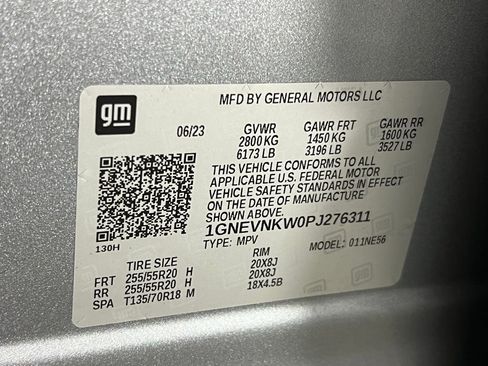 gm
MFD BY GENERAL MOTORS LLC
06/23 GVWR GAWR FRT GAWR RR
2800 KG 1450 KG 1600 KG
6173 LB 3196 LB 3527 LB
THIS VEHICLE CONFORMS TO ALL
APPLICABLE U.S. FEDERAL MOTOR
VEHICLE SAFETY STANDARDS IN EFFECT
ON THE DATE OF MANUFACTURE
SHOWN ABOVE.
1GNEVNKW0PJ276311
130H
TYPE: MPV MODEL: 011NE56
TIRE SIZE RIM
FRT 255/55R20 H 20X8J
RR 255/55R20 H 20X8J
SPA T135/70R18 M 18X4.5B